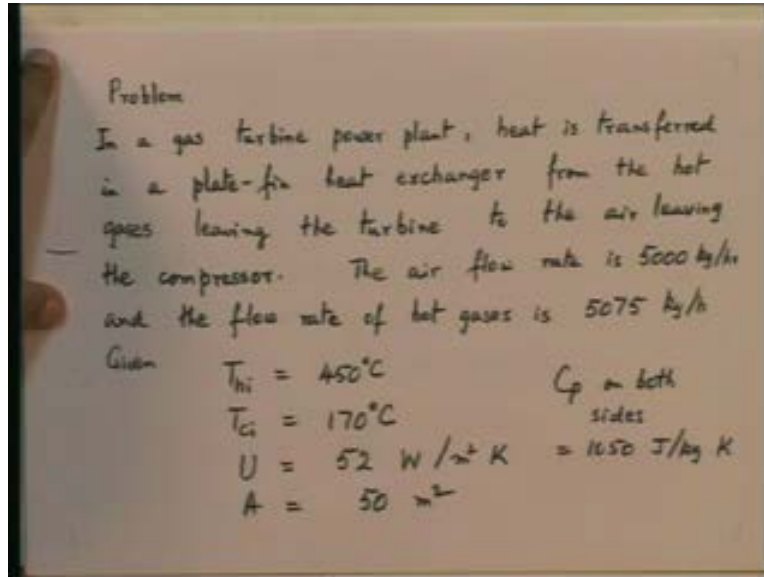 Problem
In a gas turbine power plant, heat is transferred
in a plate-fin heat exchanger from the hot
gases leaving the turbine to the air leaving
the compressor. The air flow rate is 5000 kg/hr
and the flow rate of hot gases is 5075 kg/h
Given
Thi = 450°C
Tci = 170°C
U = 52 W/m² K
A = 50 m²
Cp on both
sides
= 1050 J/kg K